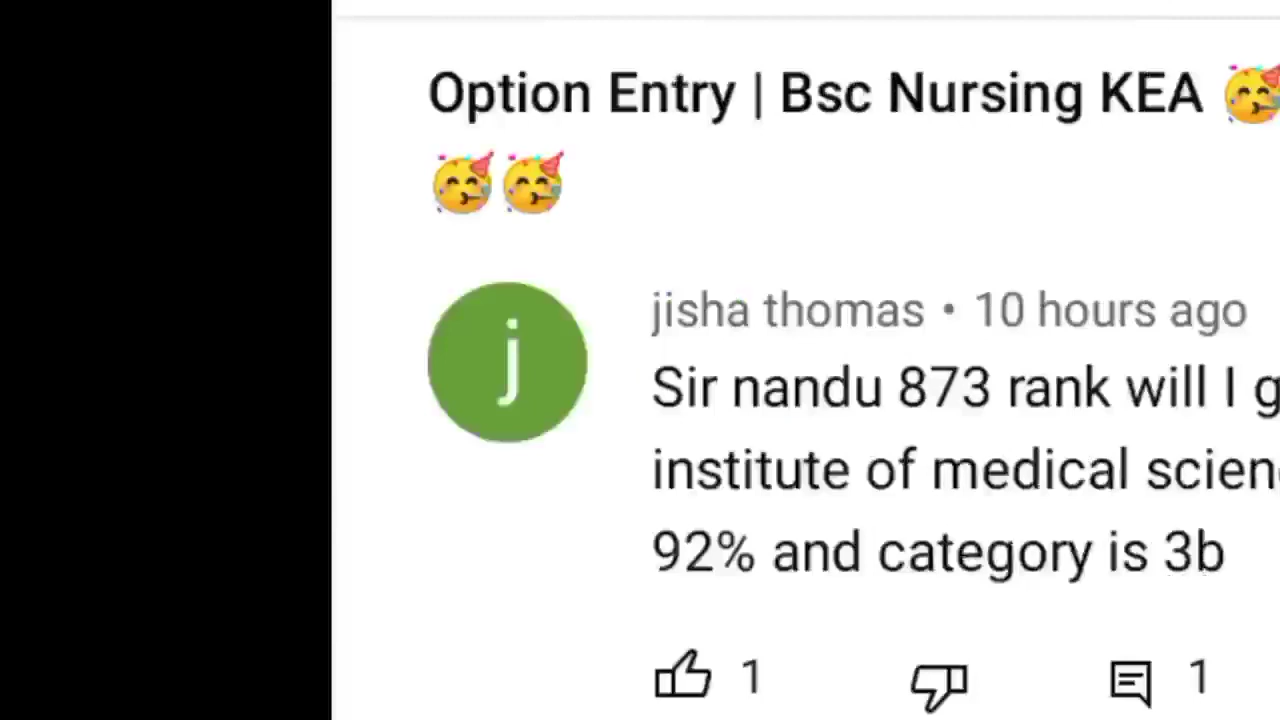 Option Entry | Bsc Nursing KEA 🥳
🥳🥳
j
jisha thomas • 10 hours ago
Sir nandu 873 rank will I
institute of medical
92% and category is 3b
1
1